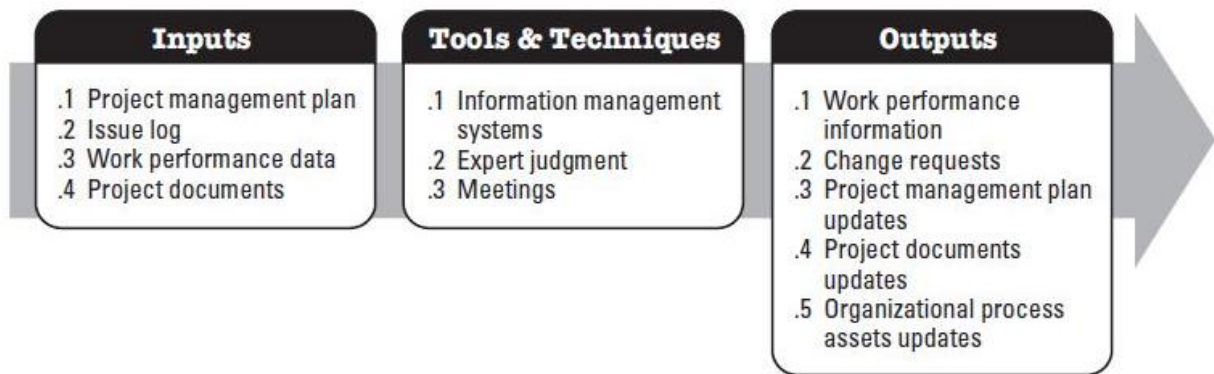 Inputs
.1 Project management plan
.2 Issue log
.3 Work performance data
.4 Project documents
Tools & Techniques
.1 Information management
systems
.2 Expert judgment
.3 Meetings
Outputs
.1 Work performance
information
.2 Change requests
.3 Project management plan
updates
.4 Project documents
updates
.5 Organizational process
assets updates